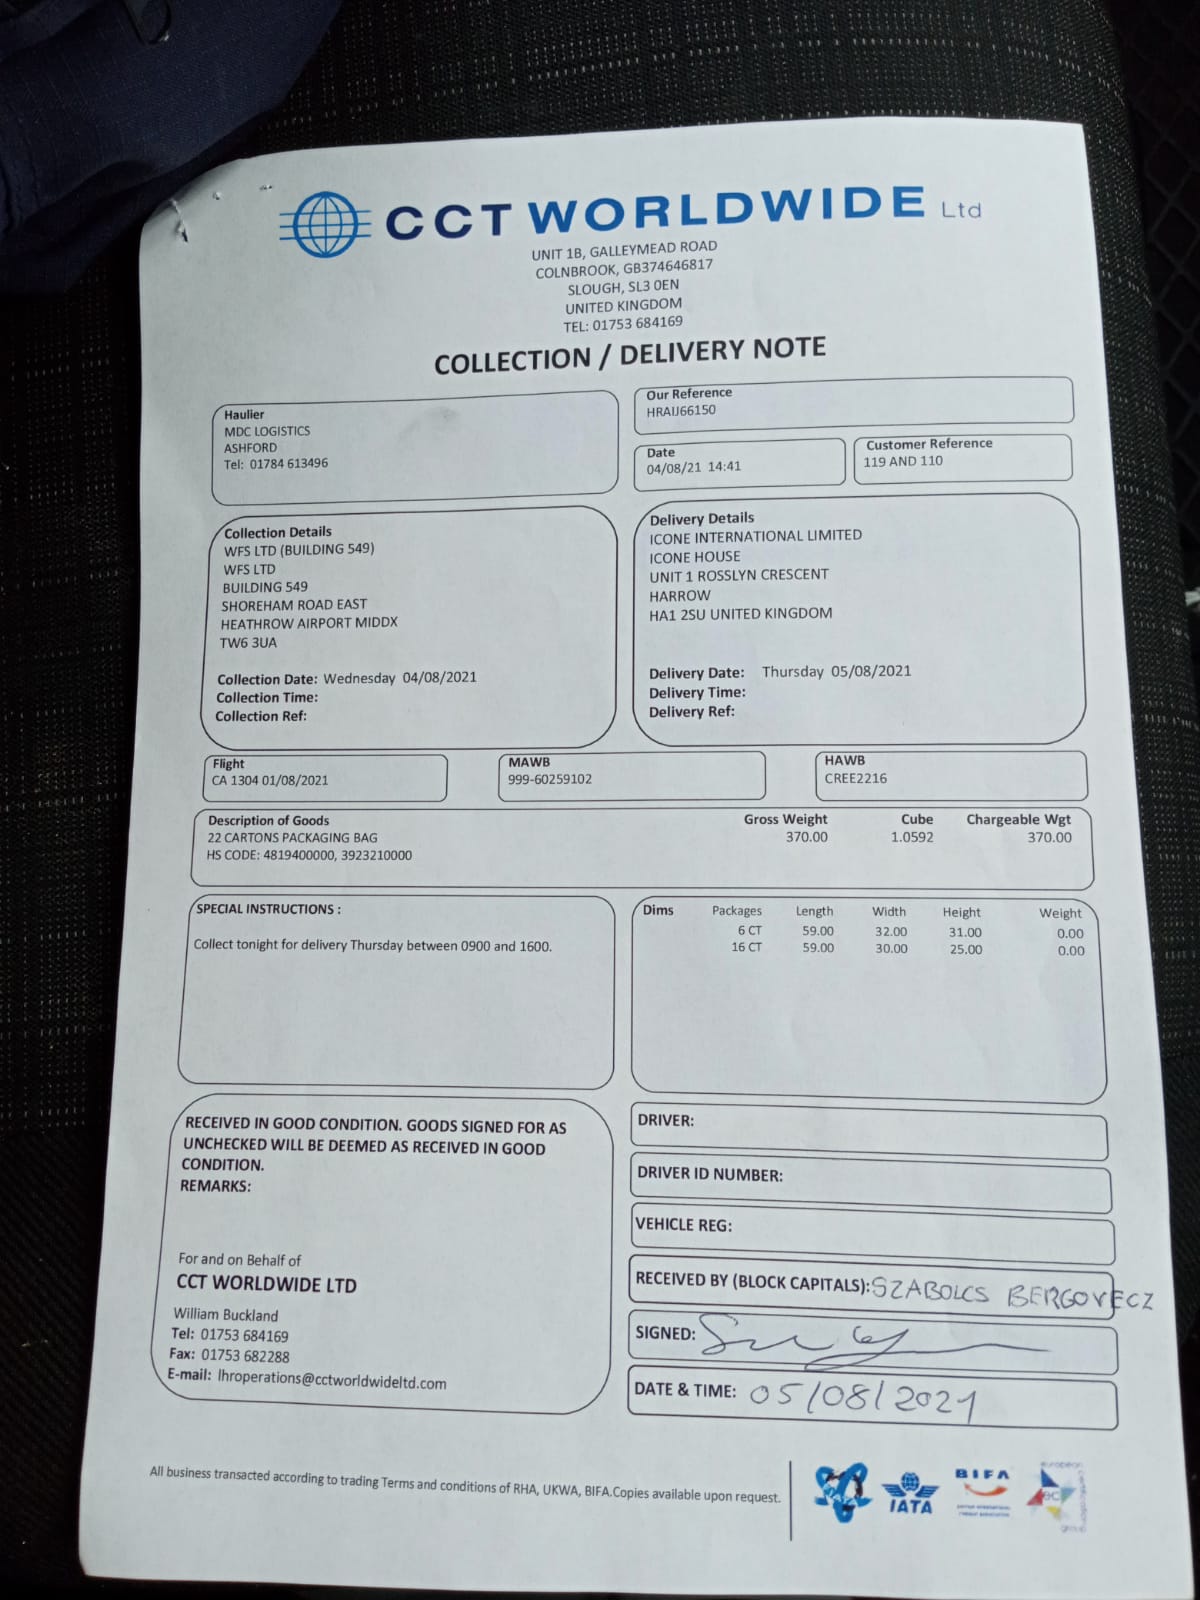 CCT WORLDWIDE Ltd
UNIT 1B, GALLEYMEAD ROAD
COLNBROOK, GB374646817
SLOUGH, SL3 0EN
UNITED KINGDOM
TEL: 01753 684169
COLLECTION / DELIVERY NOTE
Haulier
MDC LOGISTICS
ASHFORD
Tel: 01784 613496
Our Reference
HRAIJ66150
Date
04/08/21 14:41
Customer Reference
119 AND 110
Collection Details
WFS LTD (BUILDING 549)
WFS LTD
BUILDING 549
SHOREHAM ROAD EAST
HEATHROW AIRPORT MIDDX
TW6 3UA
Collection Date: Wednesday 04/08/2021
Collection Time:
Collection Ref:
Delivery Details
ICONE INTERNATIONAL LIMITED
ICONE HOUSE
UNIT 1 ROSSLYN CRESCENT
HARROW
HA1 2SU UNITED KINGDOM
Delivery Date: Thursday 05/08/2021
Delivery Time:
Delivery Ref:
Flight
CA 1304 01/08/2021
MAWB
999-60259102
HAWB
CREE2216
Description of Goods Gross Weight Cube Chargeable Wgt
22 CARTONS PACKAGING BAG 370.00 1.0592 370.00
HS CODE: 4819400000, 3923210000
SPECIAL INSTRUCTIONS :
Collect tonight for delivery Thursday between 0900 and 1600.
Dims Packages Length Width Height Weight
6 CT 59.00 32.00 31.00 0.00
16 CT 59.00 30.00 25.00 0.00
RECEIVED IN GOOD CONDITION. GOODS SIGNED FOR AS
UNCHECKED WILL BE DEEMED AS RECEIVED IN GOOD
CONDITION.
REMARKS:
For and on Behalf of
CCT WORLDWIDE LTD
William Buckland
Tel: 01753 684169
Fax: 01753 682288
E-mail: lhroperations@cctworldwideltd.com
DRIVER:
DRIVER ID NUMBER:
VEHICLE REG:
RECEIVED BY (BLOCK CAPITALS): SZABOLCS BERGOVECZ
SIGNED:
DATE & TIME: 05/08/2021
All business transacted according to trading Terms and conditions of RHA, UKWA, BIFA.Copies available upon request.
IATA
BIFA